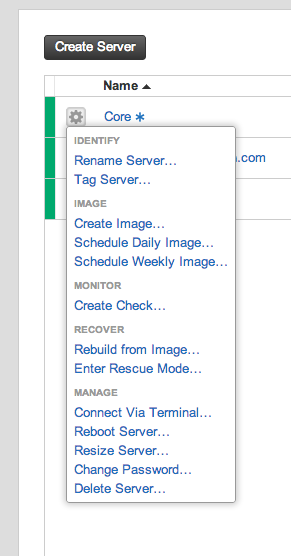 Create Server
Name
Core *
IDENTIFY
Rename Server...
.com
Tag Server...
IMAGE
Create Image...
Schedule Daily Image...
Schedule Weekly Image...
MONITOR
Create Check...
RECOVER
Rebuild from Image...
Enter Rescue Mode...
MANAGE
Connect Via Terminal...
Reboot Server...
Resize Server...
Change Password...
Delete Server...